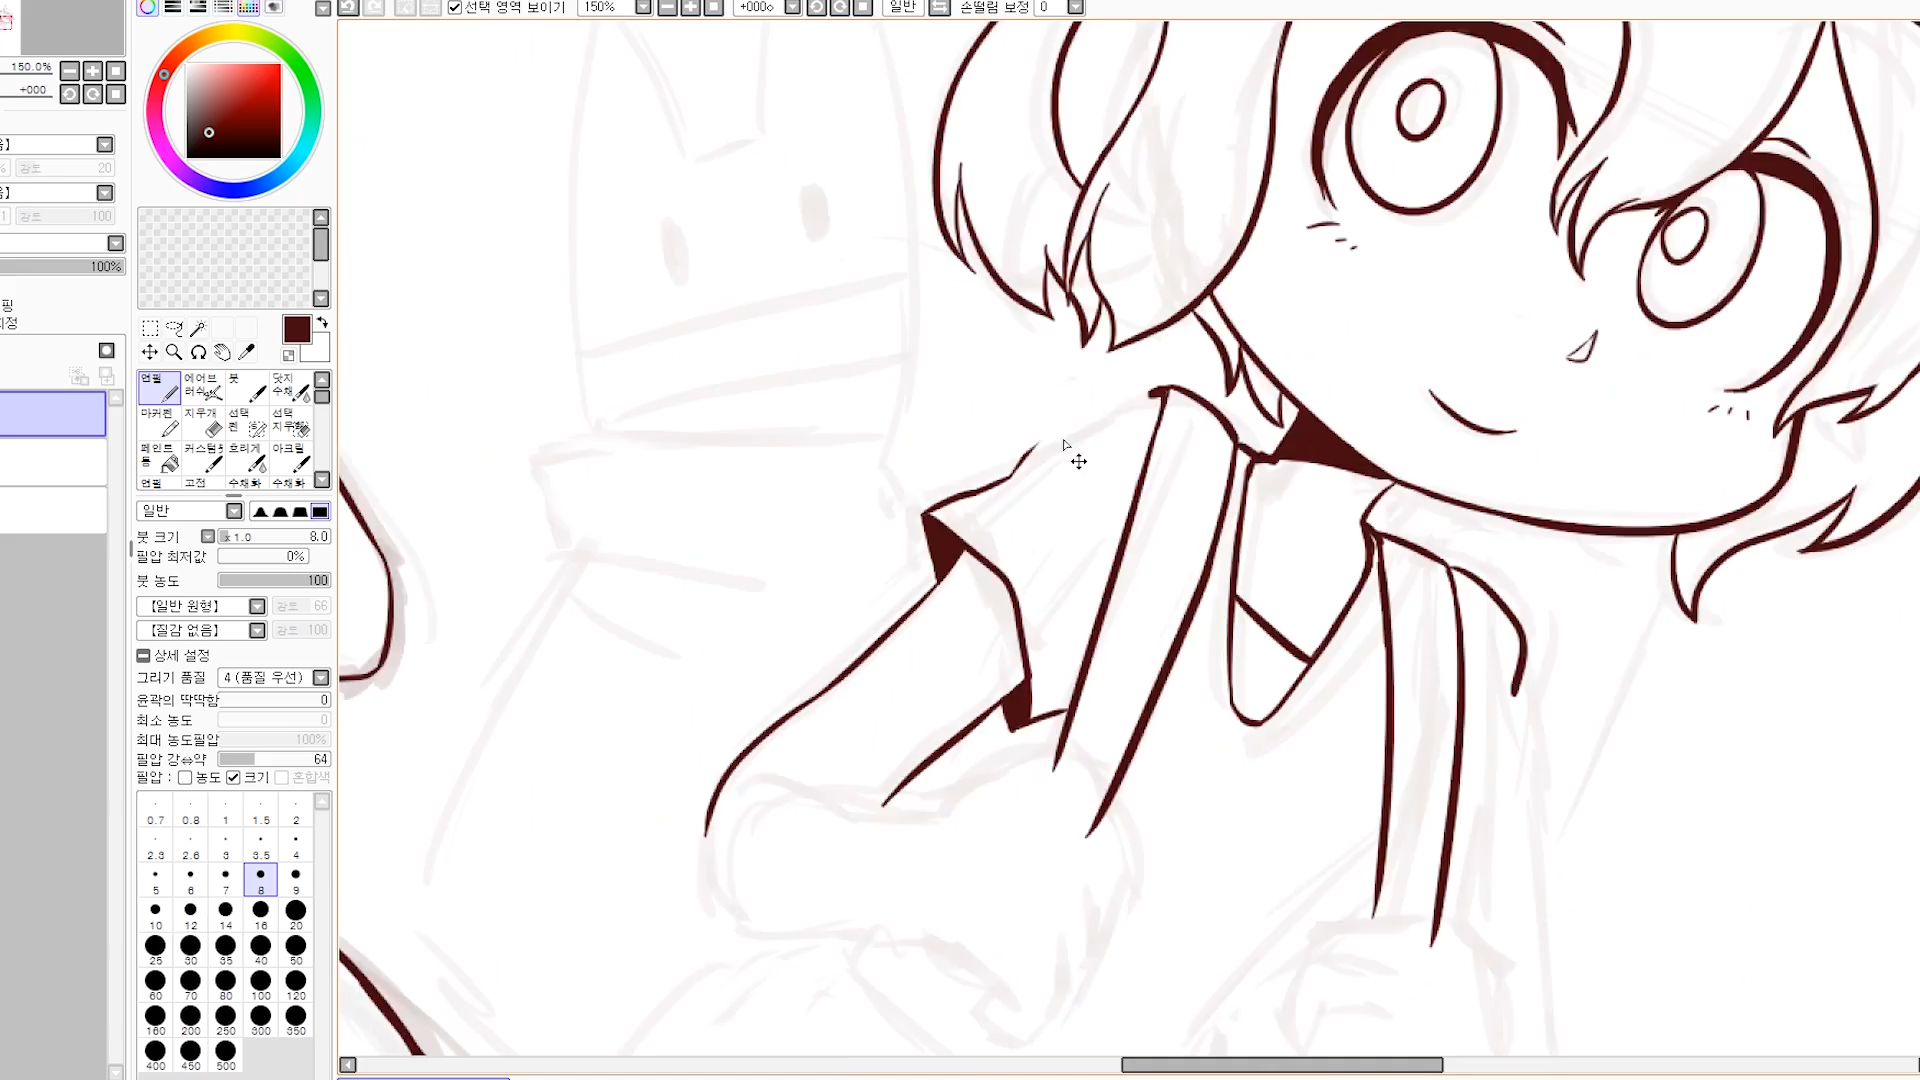 선택 영역 보이기 150% +000◇ 일반 손떨림 보정 0
150.0%
+000
강도 20
강도 100
100%
연필 에어브러쉬 붓 닷지수채
마커펜 지우개 선택펜 선택지우개
페인트통 커스텀붓 흐리게 아크릴
연필 고전 수채화 수채화
일반
붓 크기 x 1.0 8.0
필압 최저값 0%
붓 농도 100
【일반 원형】 강도 66
【질감 없음】 강도 100
상세 설정
그리기 품질 4 (품질 우선)
윤곽의 딱딱함 0
최소 농도 0
최대 농도필압 100%
필압 강⇔약 64
필압 : 농도 크기 혼합색
0.7 0.8 1 1.5 2
2.3 2.6 3 3.5 4
5 6 7 8 9
10 12 14 16 20
25 30 35 40 50
60 70 80 100 120
160 200 250 300 350
400 450 500